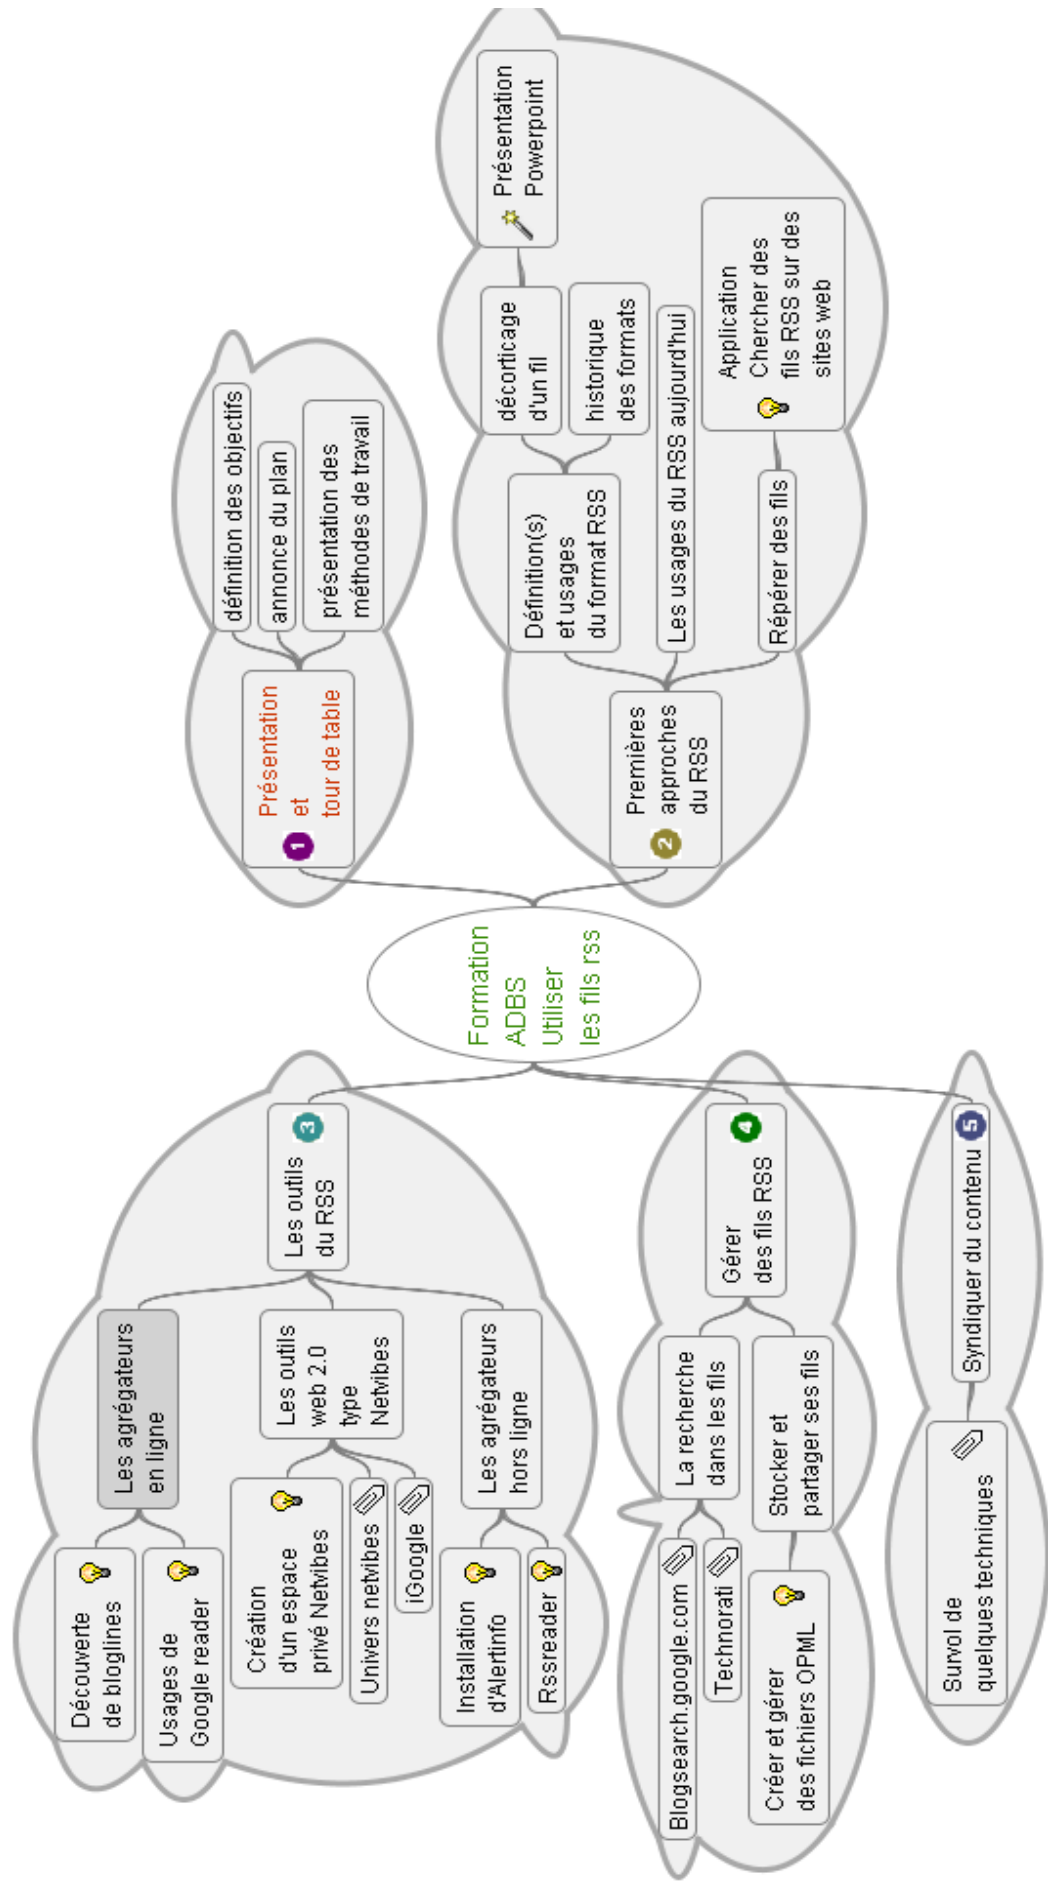 Formation
ADBS
Utiliser
les fils rss
1
Présentation
et
tour de table
définition des objectifs
annonce du plan
présentation des
méthodes de travail
2
Premières
approches
du RSS
Définition(s)
et usages
du format RSS
décorticage
d'un fil
Présentation
Powerpoint
historique
des formats
Les usages du RSS aujourd'hui
Répérer des fils
Application
Chercher des
fils RSS sur des
sites web
3
Les outils
du RSS
Les agrégateurs
en ligne
Découverte
de bloglines
Usages de
Google reader
Les outils
web 2.0
type
Netvibes
Création
d'un espace
privé Netvibes
Univers netvibes
iGoogle
Les agrégateurs
hors ligne
Installation
d'Alertinfo
Rssreader
4
Gérer
des fils RSS
La recherche
dans les fils
Blogsearch.google.com
Technorati
Stocker et
partager ses fils
Créer et gérer
des fichiers OPML
5
Syndiquer du contenu
Survol de
quelques techniques